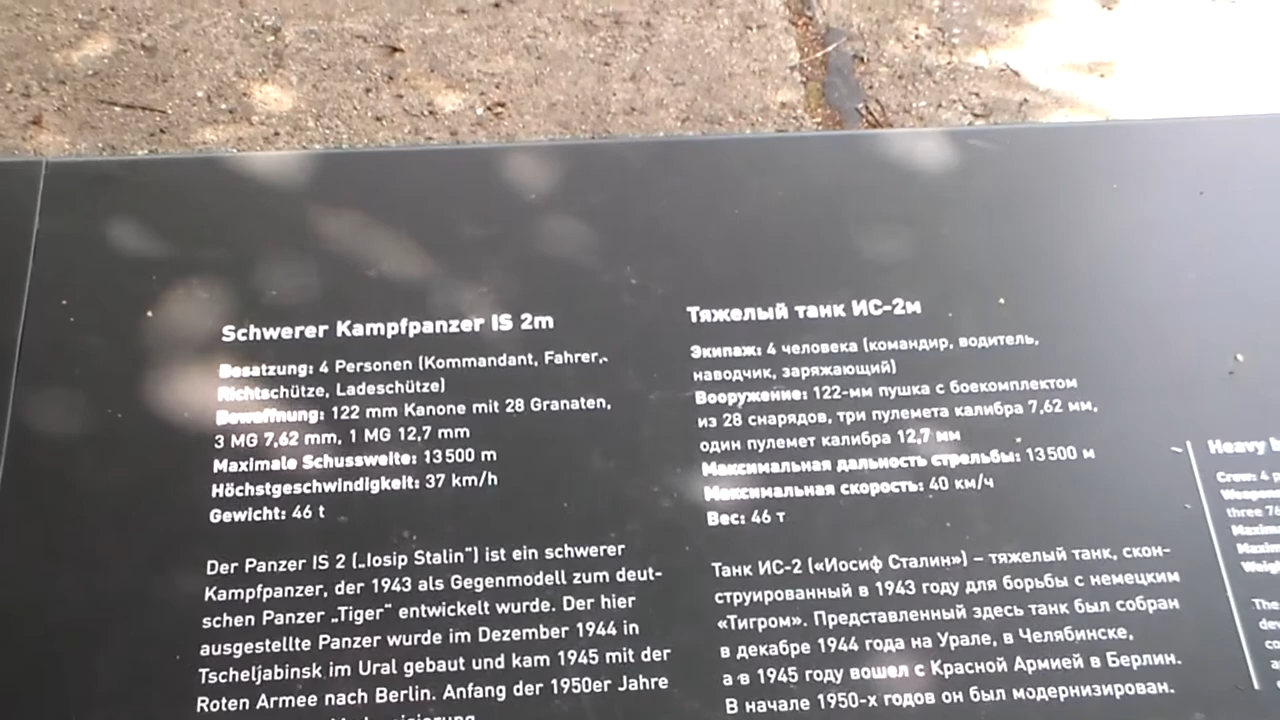 Schwerer Kampfpanzer IS 2m
Besatzung: 4 Personen (Kommandant, Fahrer,
Richtschütze, Ladeschütze)
Bewaffnung: 122 mm Kanone mit 28 Granaten,
3 MG 7,62 mm, 1 MG 12,7 mm
Maximale Schussweite: 13 500 m
Höchstgeschwindigkeit: 37 km/h
Gewicht: 46 t
Der Panzer IS 2 („Iosip Stalin“) ist ein schwerer
Kampfpanzer, der 1943 als Gegenmodell zum deut-
schen Panzer „Tiger“ entwickelt wurde. Der hier
ausgestellte Panzer wurde im Dezember 1944 in
Tscheljabinsk im Ural gebaut und kam 1945 mit der
Roten Armee nach Berlin. Anfang der 1950er Jahre
Тяжелый танк ИС-2м
Экипаж: 4 человека (командир, водитель,
наводчик, заряжающий)
Вооружение: 122-мм пушка с боекомплектом
из 28 снарядов, три пулемета калибра 7,62 мм,
один пулемет калибра 12,7 мм
Максимальная дальность стрельбы: 13 500 м
Максимальная скорость: 40 км/ч
Вес: 46 т
Танк ИС-2 («Иосиф Сталин») – тяжелый танк, скон-
струированный в 1943 году для борьбы с немецким
«Тигром». Представленный здесь танк был собран
в декабре 1944 года на Урале, в Челябинске,
а в 1945 году вошел с Красной Армией в Берлин.
В начале 1950-х годов он был модернизирован.
Heavy
Crew: 4
three
The